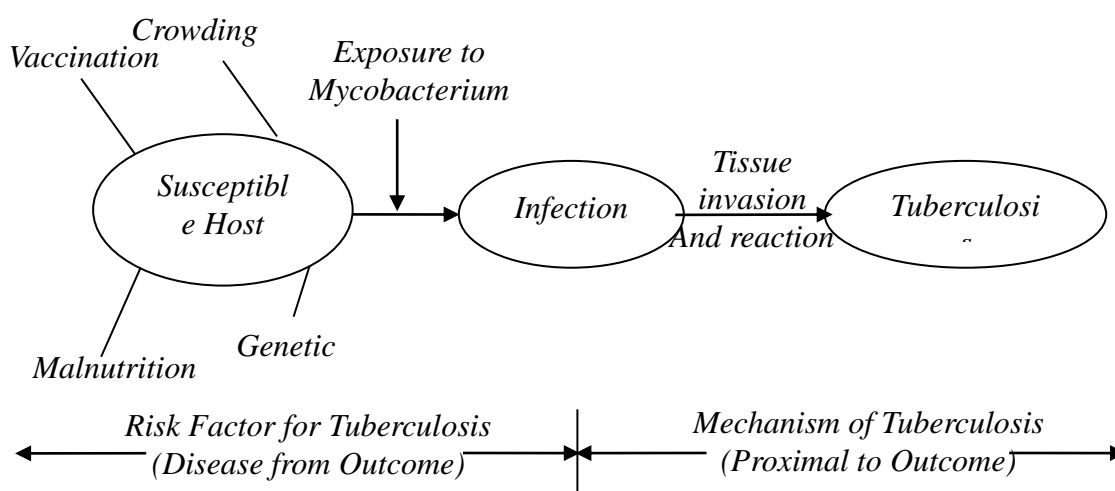 Crowding
Vaccination
Exposure to
Mycobacterium
Susceptibl
e Host
Infection
Tissue
invasion
And reaction
Tuberculosi
s
Malnutrition
Genetic
Risk Factor for Tuberculosis
(Disease from Outcome)
Mechanism of Tuberculosis
(Proximal to Outcome)